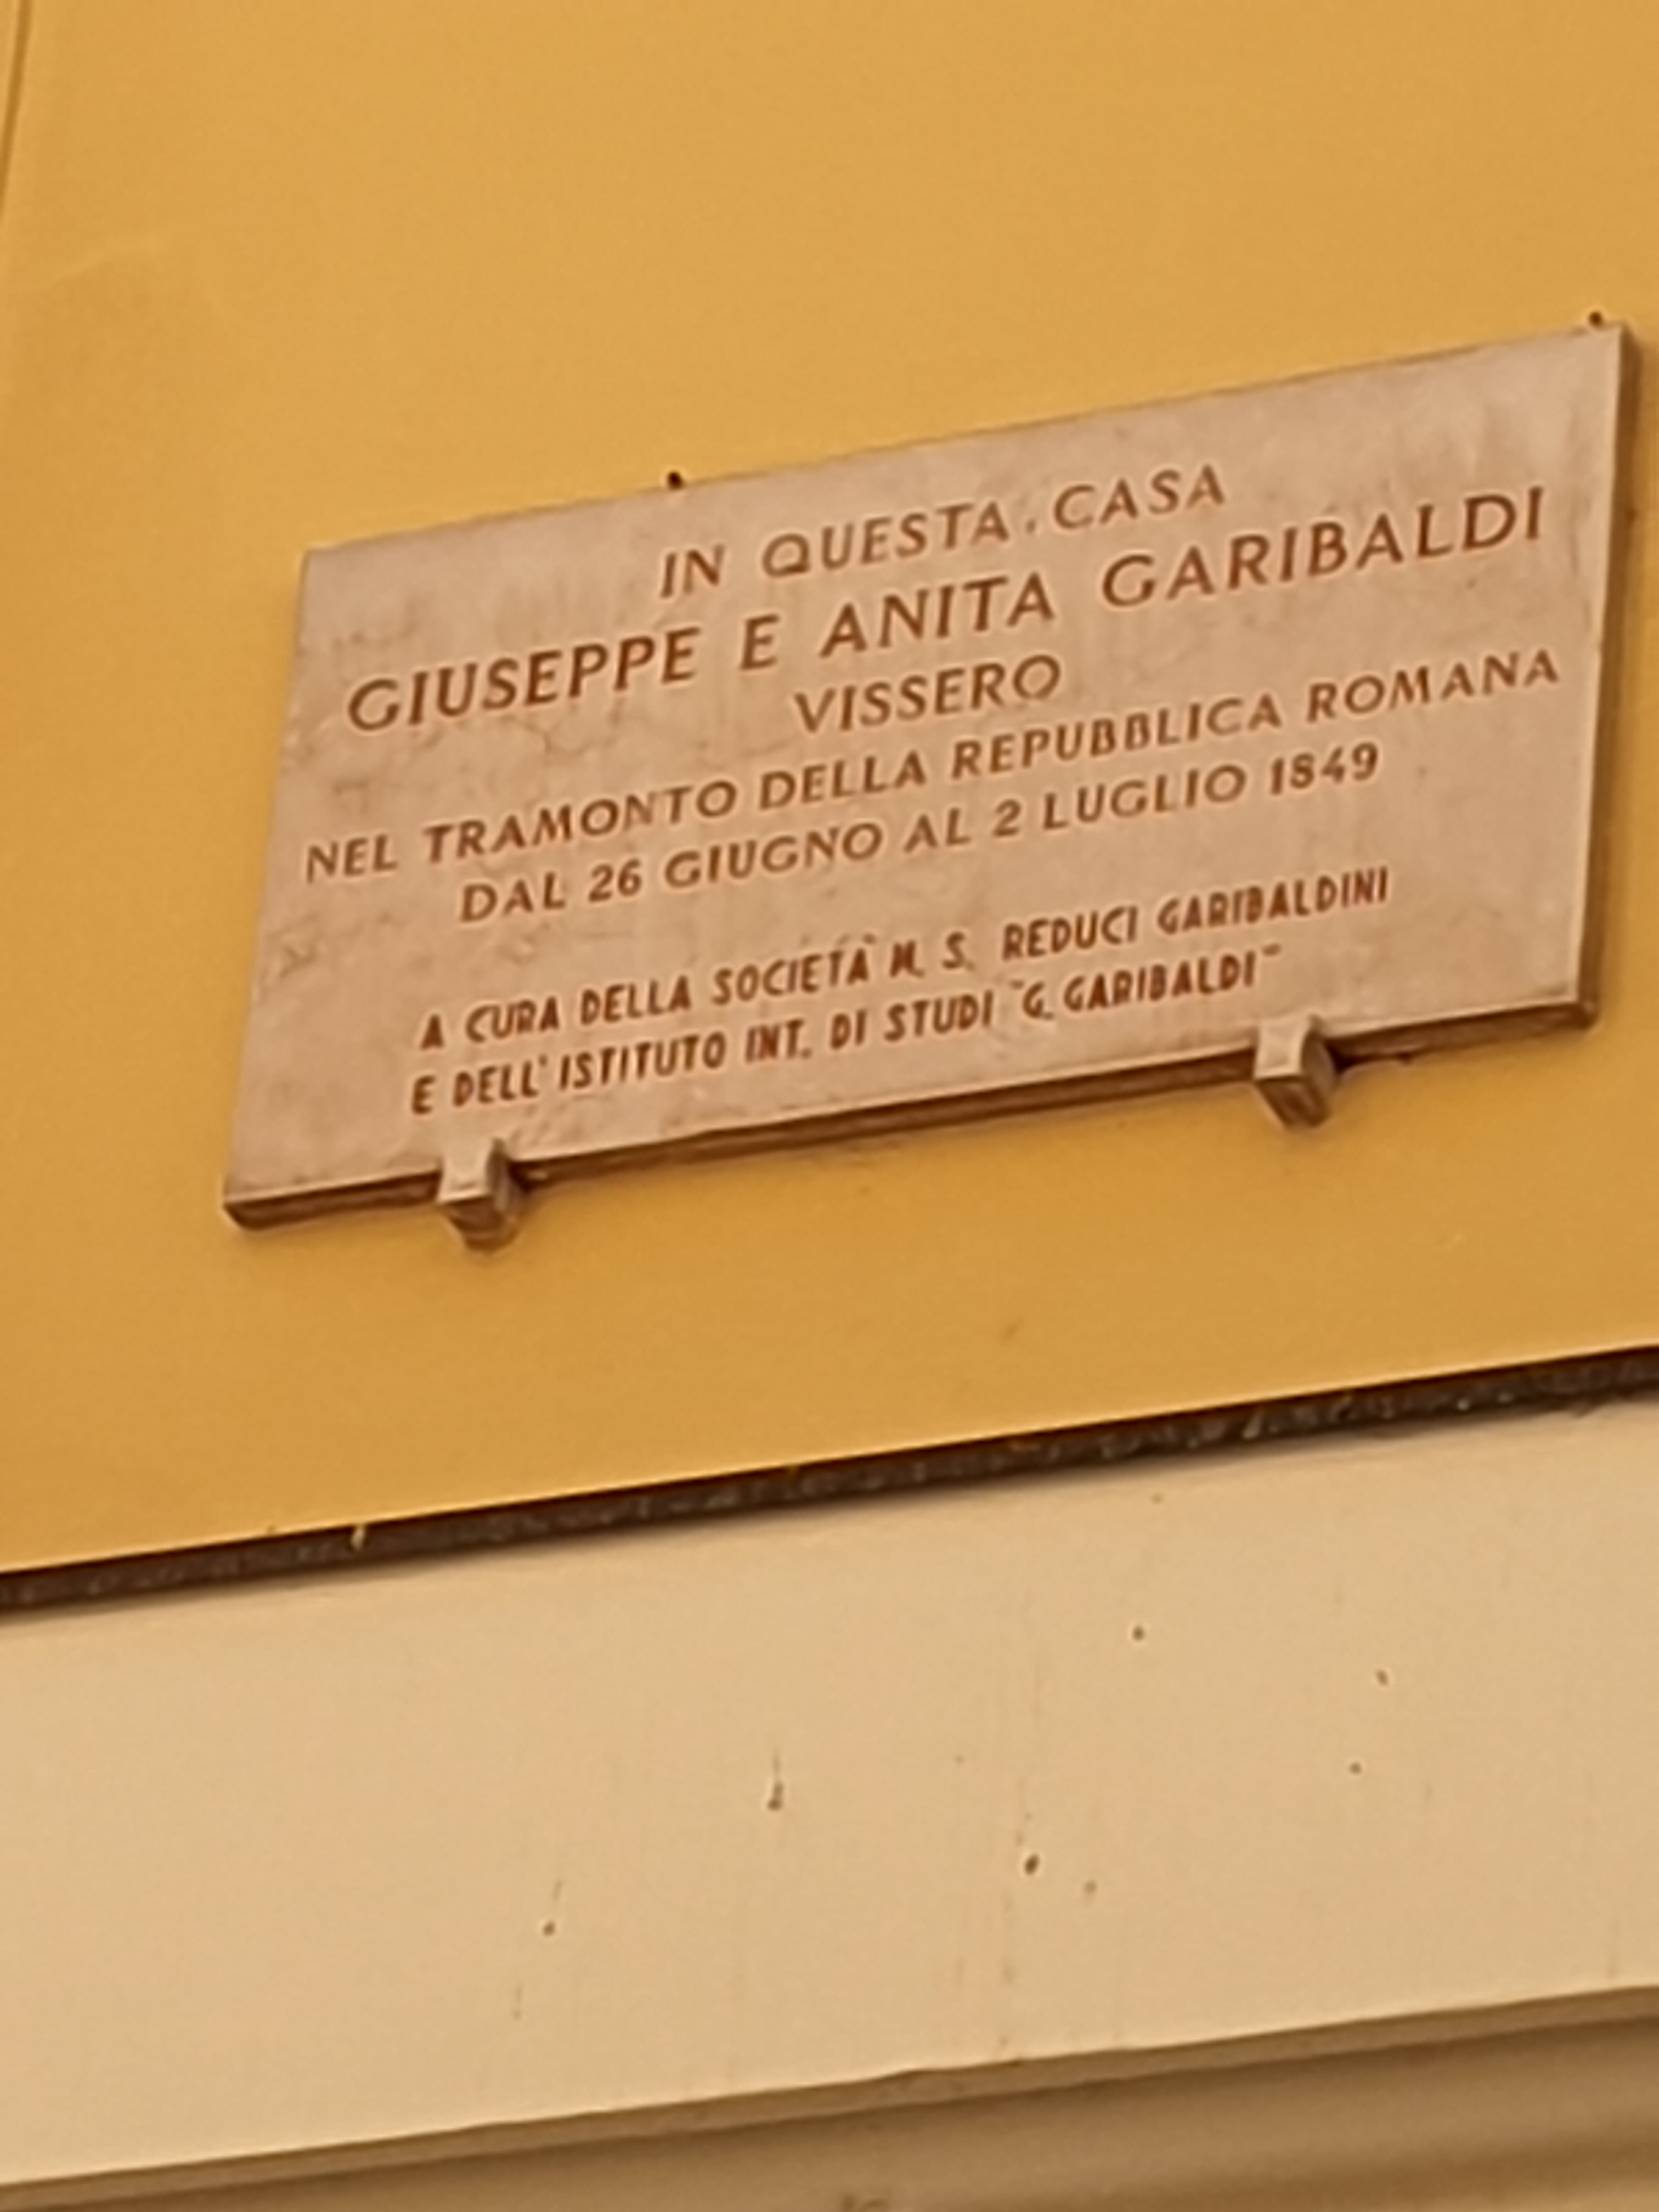 IN QUESTA CASA
GIUSEPPE E ANITA GARIBALDI
VISSERO
NEL TRAMONTO DELLA REPUBBLICA ROMANA
DAL 26 GIUGNO AL 2 LUGLIO 1849
A CURA DELLA SOCIETÀ M. S. REDUCI GARIBALDINI
E DELL' ISTITUTO INT. DI STUDI "G. GARIBALDI"